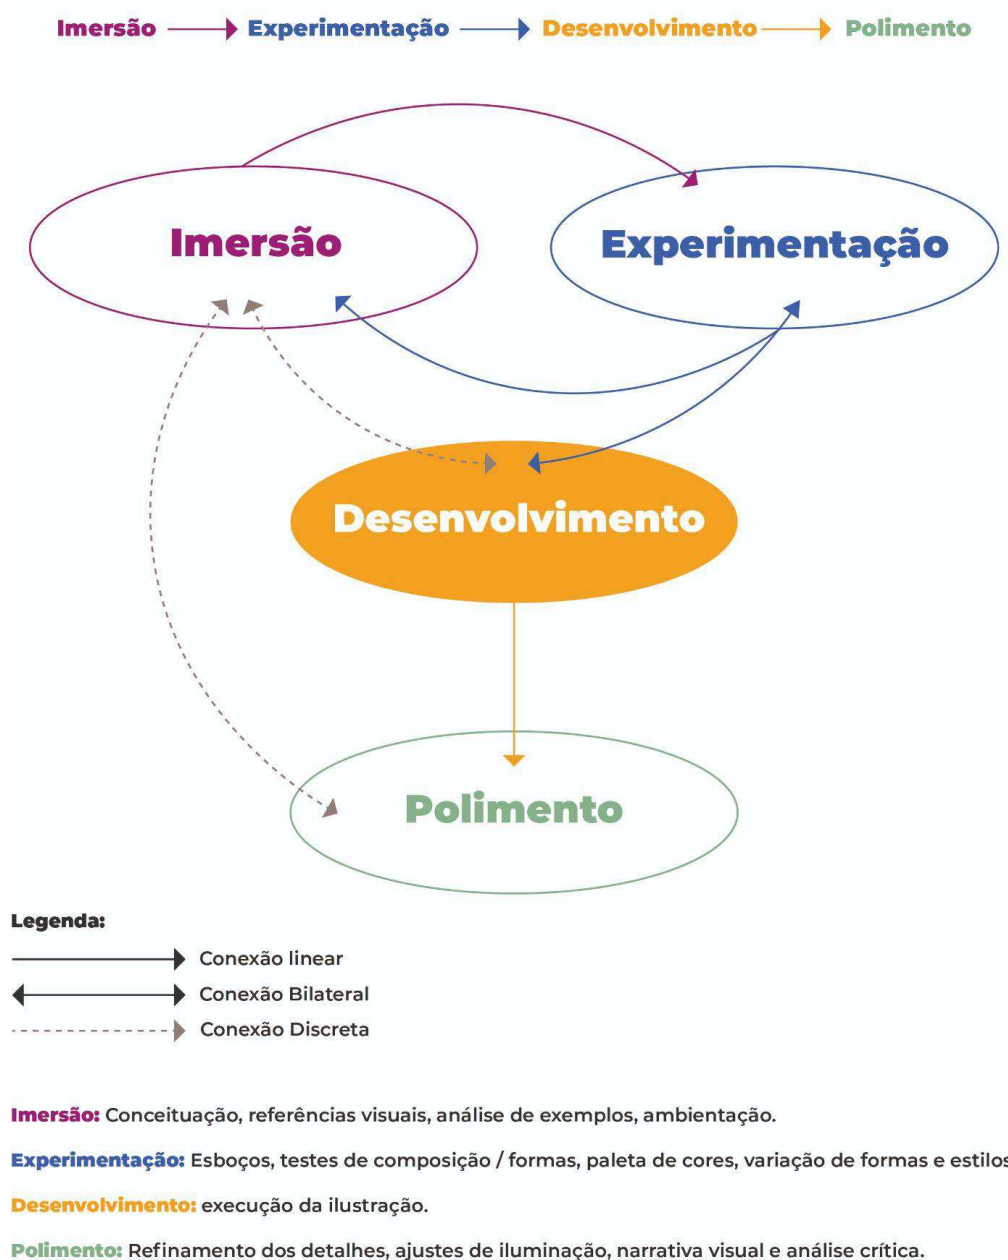 Imersão Experimentação Desenvolvimento Polimento
Imersão
Experimentação
Desenvolvimento
Polimento
Legenda:
Conexão linear
Conexão Bilateral
Conexão Discreta
Imersão: Conceituação, referências visuais, análise de exemplos, ambientação.
Experimentação: Esboços, testes de composição / formas, paleta de cores, variação de formas e estilos
Desenvolvimento: execução da ilustração.
Polimento: Refinamento dos detalhes, ajustes de iluminação, narrativa visual e análise crítica.